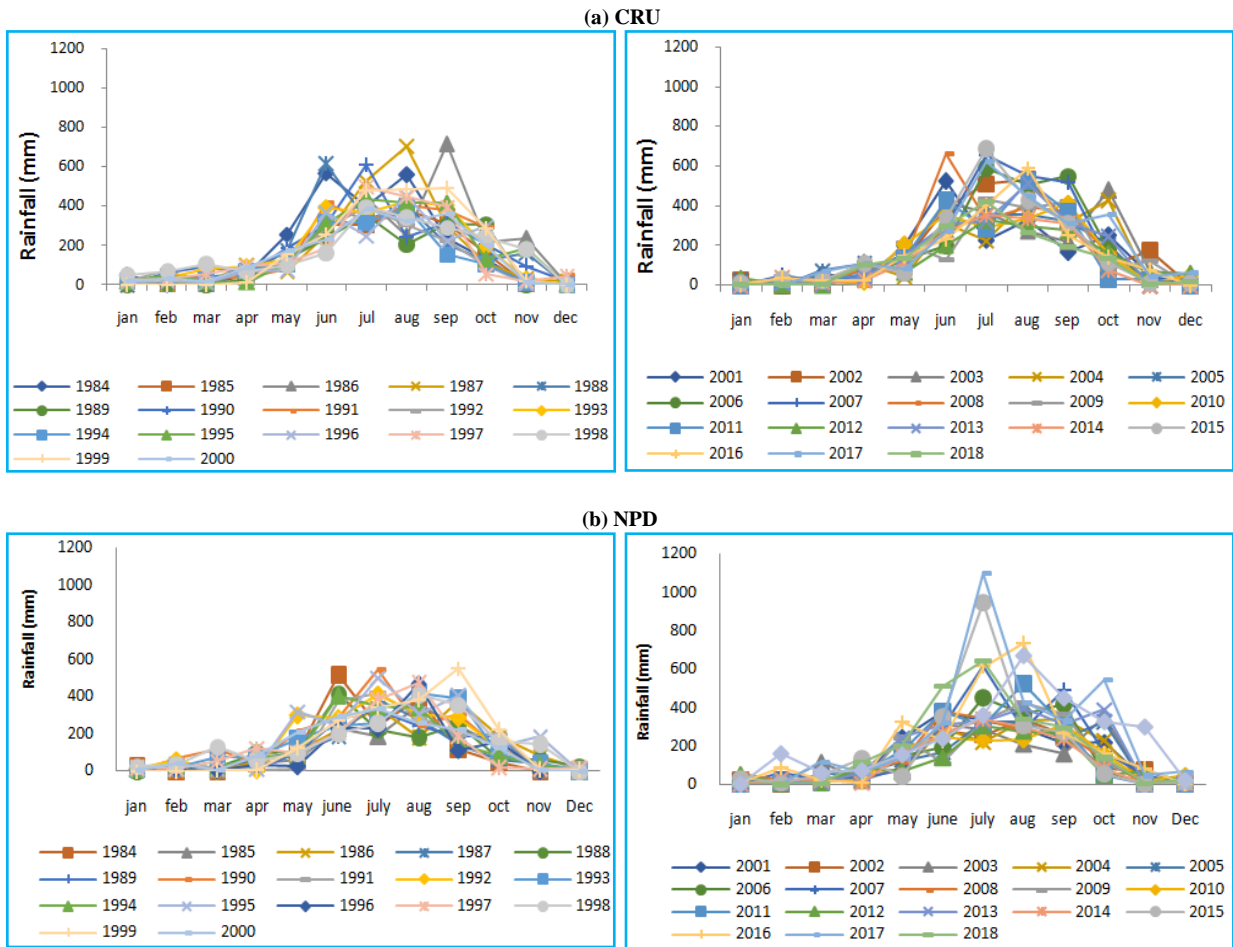 (a) CRU
1200
1000
800
600
400
200
0
Rainfall (mm)
jan feb mar apr may jun jul aug sep oct nov dec
1984 1985 1986 1987 1988
1989 1990 1991 1992 1993
1994 1995 1996 1997 1998
1999 2000
1200
1000
800
600
400
200
0
Rainfall (mm)
jan feb mar apr may jun jul aug sep oct nov dec
2001 2002 2003 2004 2005
2006 2007 2008 2009 2010
2011 2012 2013 2014 2015
2016 2017 2018
(b) NPD
1200
1000
800
600
400
200
0
Rainfall (mm)
jan feb mar apr may june july aug sep oct nov Dec
1984 1985 1986 1987 1988
1989 1990 1991 1992 1993
1994 1995 1996 1997 1998
1999 2000
1200
1000
800
600
400
200
0
Rainfall (mm)
jan feb mar apr may june july aug sep oct nov Dec
2001 2002 2003 2004 2005
2006 2007 2008 2009 2010
2011 2012 2013 2014 2015
2016 2017 2018